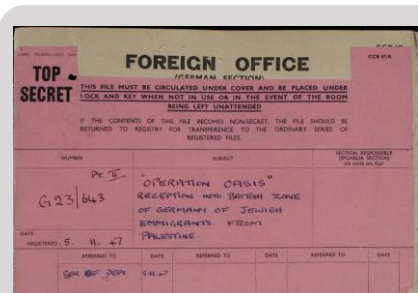 CCB 47/A
FOREIGN OFFICE
(GERMAN SECTION)
TOP
SECRET
THIS FILE MUST BE CIRCULATED UNDER COVER AND BE PLACED UNDER
LOCK AND KEY WHEN NOT IN USE OR IN THE EVENT OF THE ROOM
BEING LEFT UNATTENDED
IF THE CONTENTS OF THIS FILE BECOMES NON-SECRET, THE FILE SHOULD BE
RETURNED TO REGISTRY FOR TRANSFERENCE TO THE ORDINARY SERIES OF
REGISTERED FILES.
NUMBER
SUBJECT
SECTION RESPONSIBLE
(SPONSOR SECTION)
Pt. II
G23/643
"OPERATION OASIS"
RECEPTION INTO BRITISH ZONE
OF GERMANY OF JEWISH
EMMIGRANTS FROM
PALESTINE.
DATE
REGISTERED 5. 11. 47
REFERRED TO
DATE
REFERRED TO
DATE
REFERRED TO
DATE